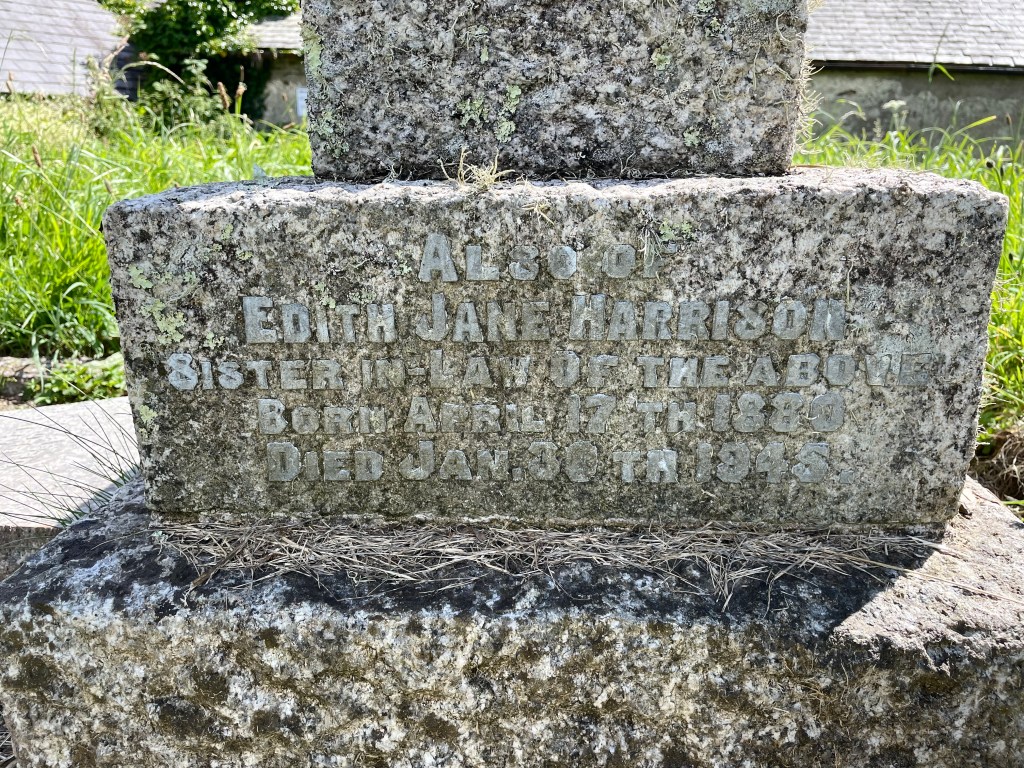 ALSO OF
EDITH JANE HARRISON
SISTER IN-LAW OF THE ABOVE
BORN APRIL 17TH 1880
DIED JAN. 30TH 1945.